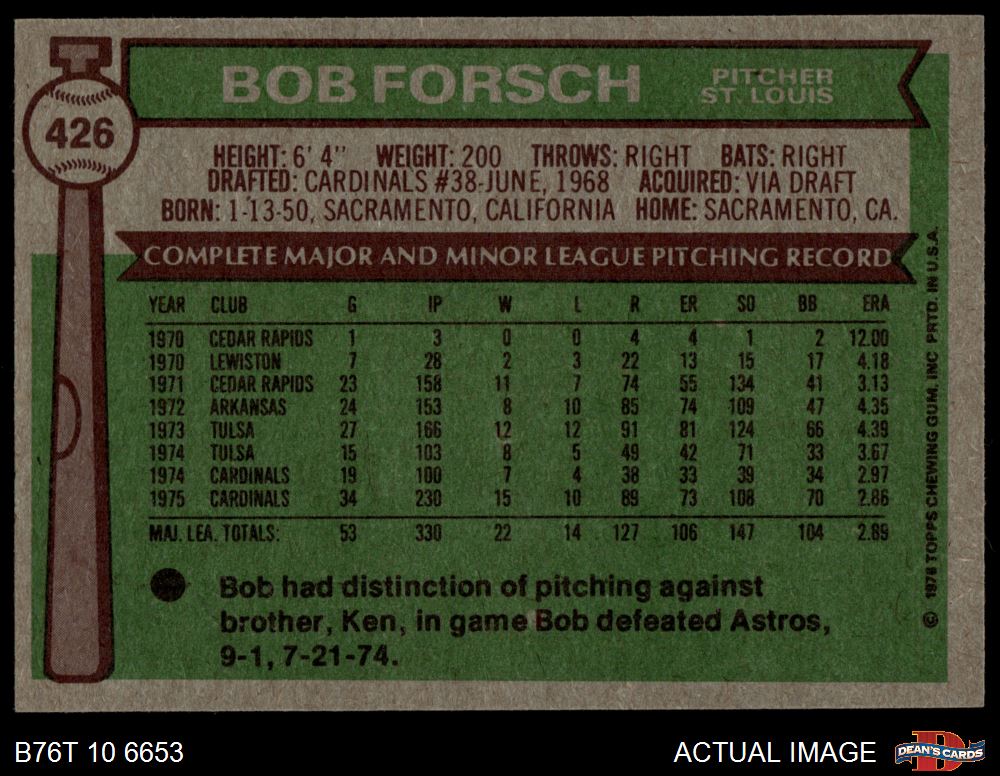 BOB FORSCH
PITCHER
ST. LOUIS
426
HEIGHT: 6' 4" WEIGHT: 200 THROWS: RIGHT BATS: RIGHT
DRAFTED: CARDINALS #38-JUNE, 1968 ACQUIRED: VIA DRAFT
BORN: 1-13-50, SACRAMENTO, CALIFORNIA HOME: SACRAMENTO, CA.
COMPLETE MAJOR AND MINOR LEAGUE PITCHING RECORD
YEAR CLUB G IP W L R ER SO BB ERA
1970 CEDAR RAPIDS 1 3 0 0 4 4 1 2 12.00
1970 LEWISTON 7 28 2 3 22 13 15 17 4.18
1971 CEDAR RAPIDS 23 158 11 7 74 55 134 41 3.13
1972 ARKANSAS 24 153 8 10 85 74 109 47 4.35
1973 TULSA 27 166 12 12 91 81 124 66 4.39
1974 TULSA 15 103 8 5 49 42 71 33 3.67
1974 CARDINALS 19 100 7 4 38 33 39 34 2.97
1975 CARDINALS 34 230 15 10 89 73 108 70 2.86
MAJ. LEA. TOTALS: 53 330 22 14 127 106 147 104 2.89
Bob had distinction of pitching against
brother, Ken, in game Bob defeated Astros,
9-1, 7-21-74.
© 1976 TOPPS CHEWING GUM, INC PRTD. IN U.S.A.
B76T 10 6653
ACTUAL IMAGE
D
DEAN'S CARDS